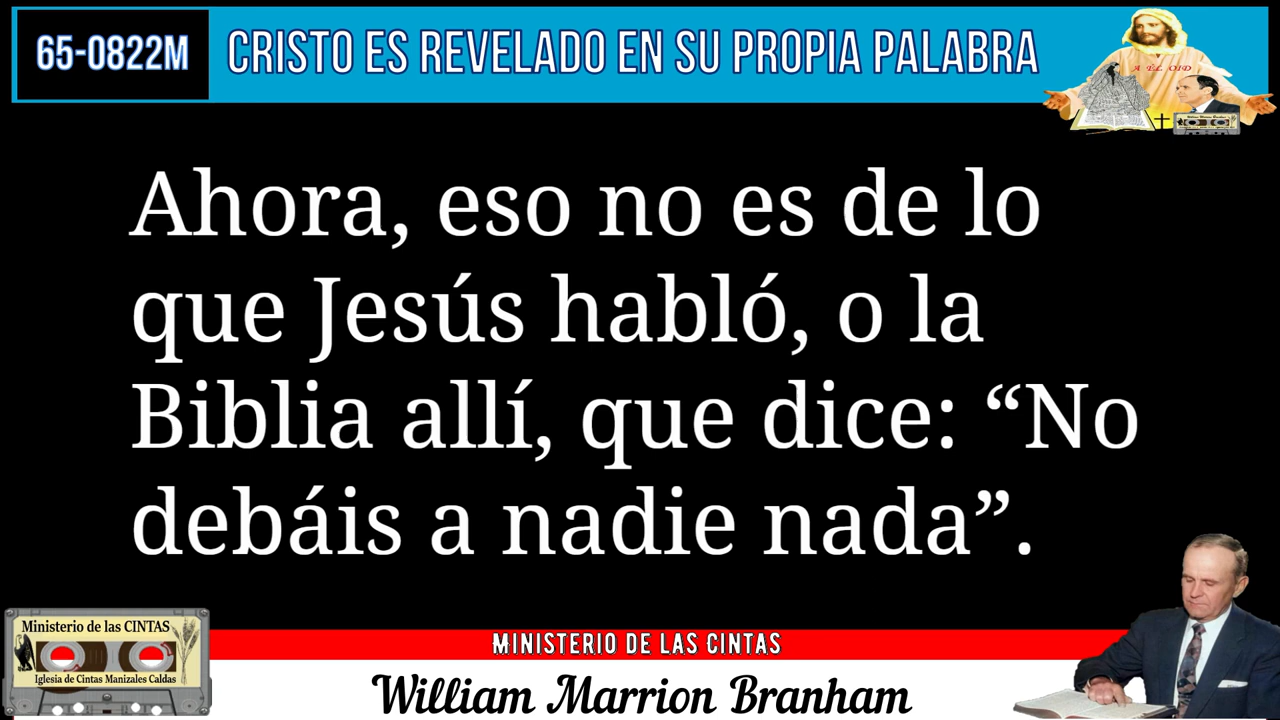 65-0822M
CRISTO ES REVELADO EN SU PROPIA PALABRA
A ÉL OID
Ahora, eso no es de lo
que Jesús habló, o la
Biblia allí, que dice: “No
debáis a nadie nada”.
Ministerio de las CINTAS
Iglesia de Cintas Manizales Caldas
MINISTERIO DE LAS CINTAS
William Marrion Branham